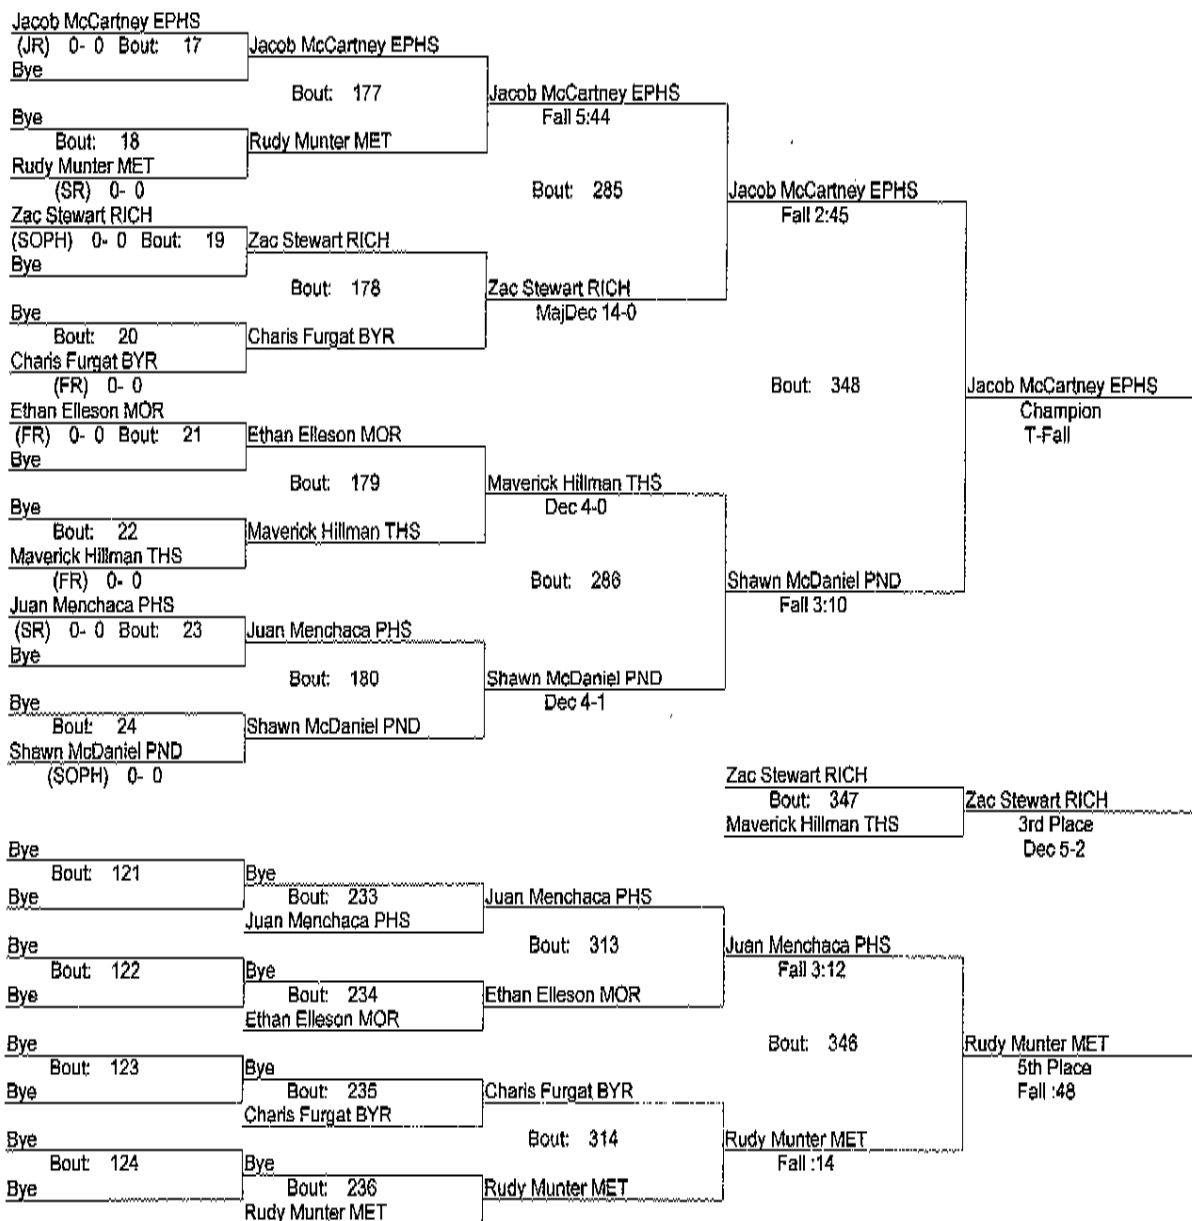 Jacob McCartney EPHS
(JR) 0- 0 Bout: 17
Jacob McCartney EPHS
Bye
Bout: 177
Jacob McCartney EPHS
Fall 5:44
Bye
Bout: 18
Rudy Munter MET
Rudy Munter MET
(SR) 0- 0
Bout: 285
Jacob McCartney EPHS
Fall 2:45
Zac Stewart RICH
(SOPH) 0- 0 Bout: 19
Zac Stewart RICH
Bye
Bout: 178
Zac Stewart RICH
MajDec 14-0
Bye
Bout: 20
Charis Furgat BYR
Charis Furgat BYR
(FR) 0- 0
Bout: 348
Jacob McCartney EPHS
Champion
T-Fall
Ethan Elleson MOR
(FR) 0- 0 Bout: 21
Ethan Elleson MOR
Bye
Bout: 179
Maverick Hillman THS
Dec 4-0
Bye
Bout: 22
Maverick Hillman THS
Maverick Hillman THS
(FR) 0- 0
Bout: 286
Shawn McDaniel PND
Fall 3:10
Juan Menchaca PHS
(SR) 0- 0 Bout: 23
Juan Menchaca PHS
Bye
Bout: 180
Shawn McDaniel PND
Dec 4-1
Bye
Bout: 24
Shawn McDaniel PND
Shawn McDaniel PND
(SOPH) 0- 0
Zac Stewart RICH
Bout: 347
Zac Stewart RICH
Maverick Hillman THS
3rd Place
Dec 5-2
Bye
Bout: 121
Bye
Bye
Bout: 233
Juan Menchaca PHS
Juan Menchaca PHS
Bye
Bout: 313
Juan Menchaca PHS
Fall 3:12
Bout: 122
Bye
Bye
Bout: 234
Ethan Elleson MOR
Ethan Elleson MOR
Bye
Bout: 346
Rudy Munter MET
5th Place
Fall :48
Bout: 123
Bye
Bye
Bout: 235
Charis Furgat BYR
Charis Furgat BYR
Bye
Bout: 314
Rudy Munter MET
Fall :14
Bout: 124
Bye
Bye
Bout: 236
Rudy Munter MET
Rudy Munter MET